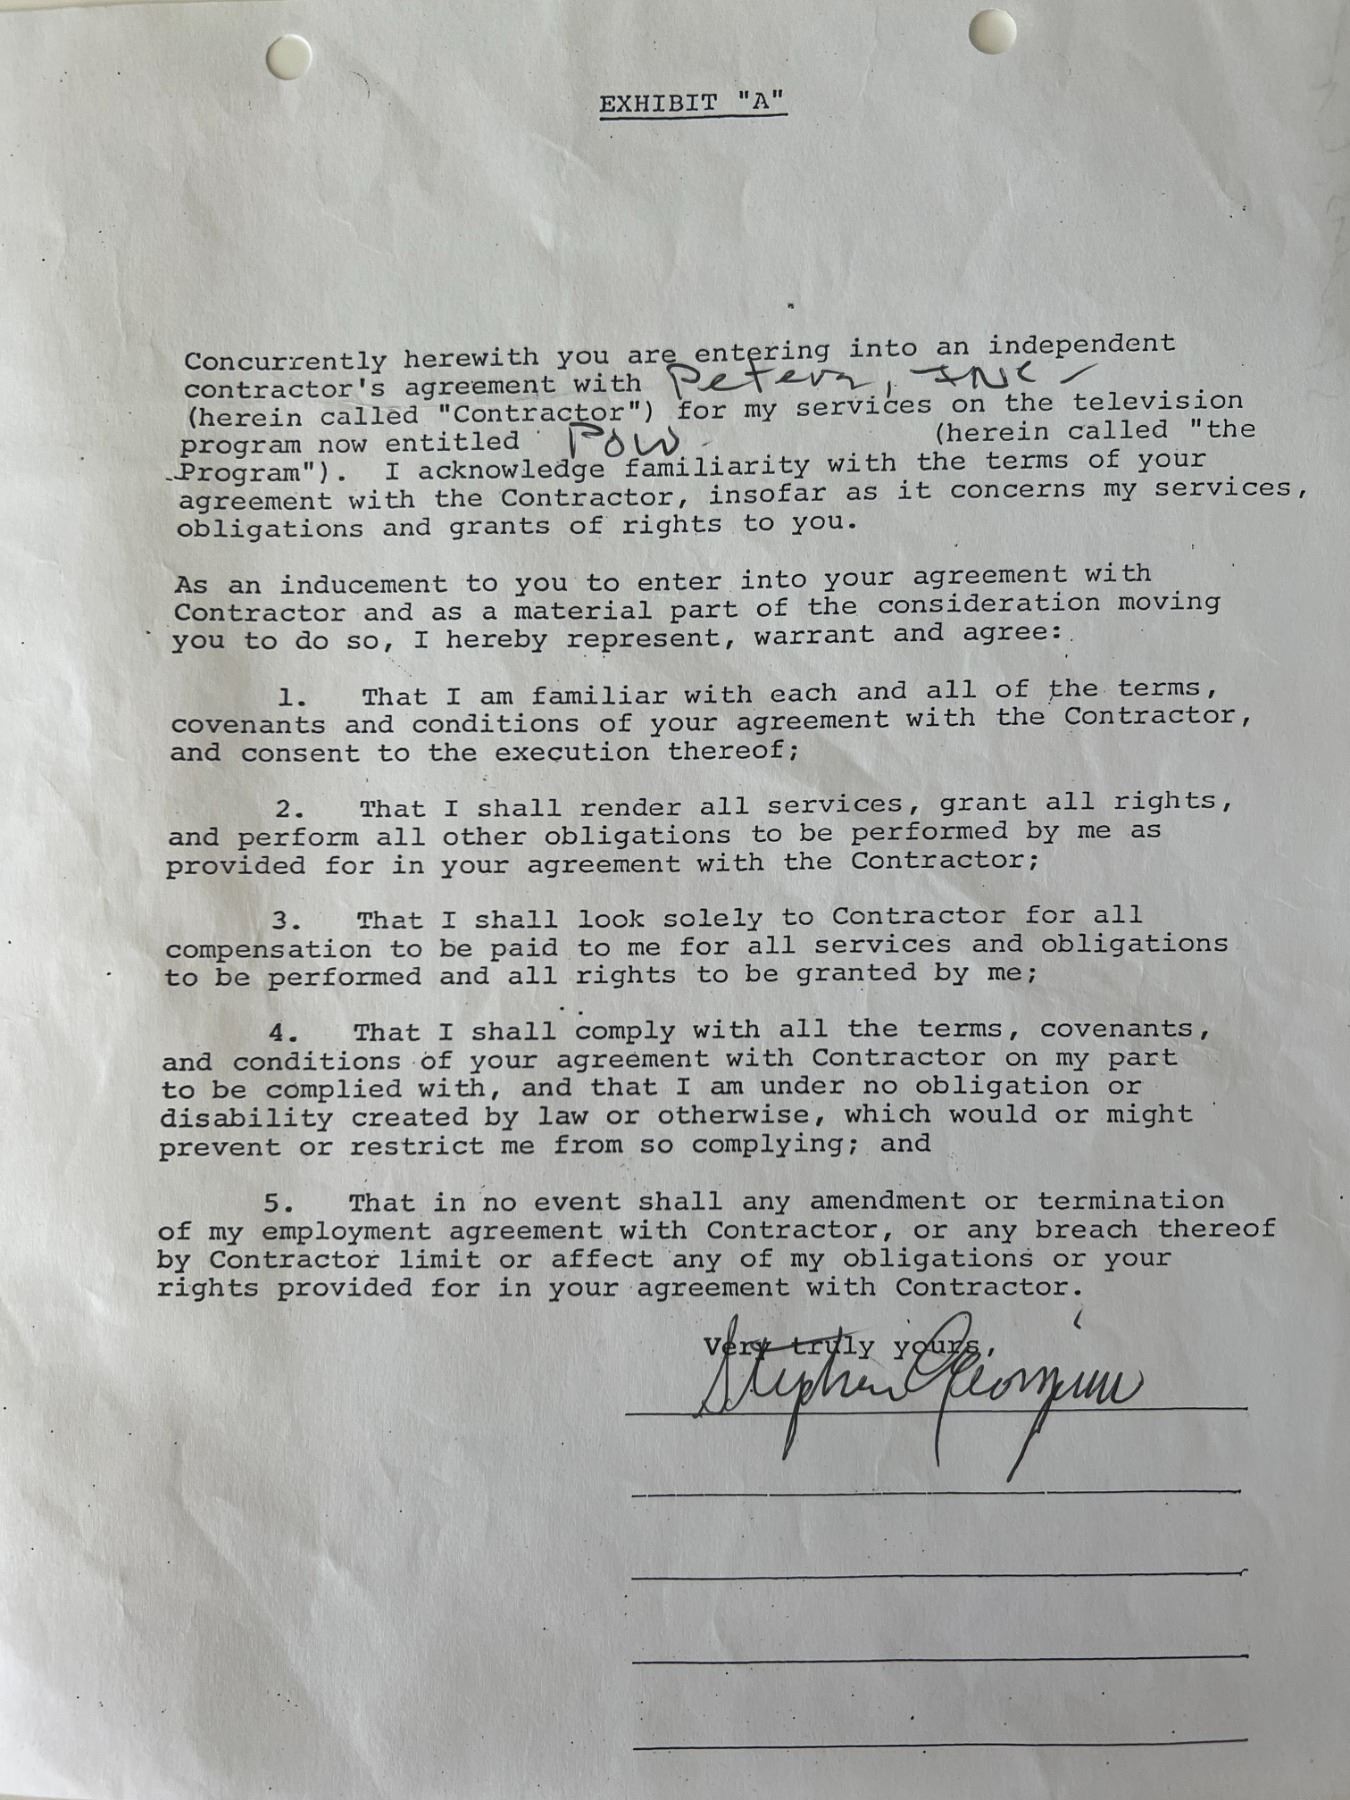 EXHIBIT "A"
Concurrently herewith you are entering into an independent
contractor's agreement with Peters, INC
(herein called "Contractor") for my services on the television
program now entitled POW (herein called "the
Program"). I acknowledge familiarity with the terms of your
agreement with the Contractor, insofar as it concerns my services,
obligations and grants of rights to you.
As an inducement to you to enter into your agreement with
Contractor and as a material part of the consideration moving
you to do so, I hereby represent, warrant and agree:
1. That I am familiar with each and all of the terms,
covenants and conditions of your agreement with the Contractor,
and consent to the execution thereof;
2. That I shall render all services, grant all rights,
and perform all other obligations to be performed by me as
provided for in your agreement with the Contractor;
3. That I shall look solely to Contractor for all
compensation to be paid to me for all services and obligations
to be performed and all rights to be granted by me;
4. That I shall comply with all the terms, covenants,
and conditions of your agreement with Contractor on my part
to be complied with, and that I am under no obligation or
disability created by law or otherwise, which would or might
prevent or restrict me from so complying; and
5. That in no event shall any amendment or termination
of my employment agreement with Contractor, or any breach thereof
by Contractor limit or affect any of my obligations or your
rights provided for in your agreement with Contractor.
Very truly yours,
Stephen